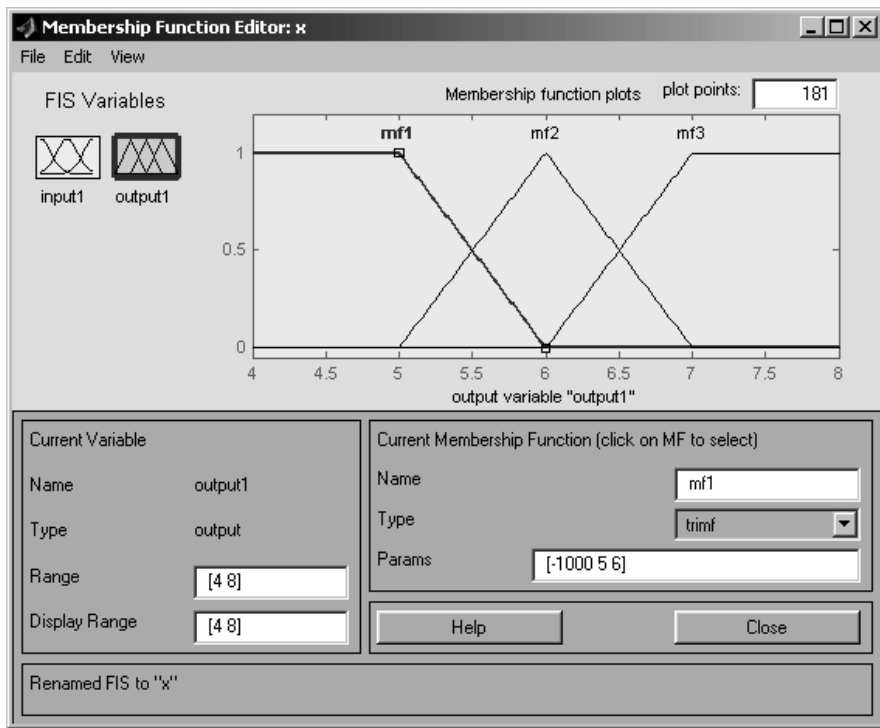 Membership Function Editor: x
File Edit View
FIS Variables
Membership function plots plot points: 181
input1 output1
mf1 mf2 mf3
1
0.5
0
4 4.5 5 5.5 6 6.5 7 7.5 8
output variable "output1"
Current Variable
Name output1
Type output
Range [4 8]
Display Range [4 8]
Current Membership Function (click on MF to select)
Name mf1
Type trimf
Params [-1000 5 6]
Help Close
Renamed FIS to "x"